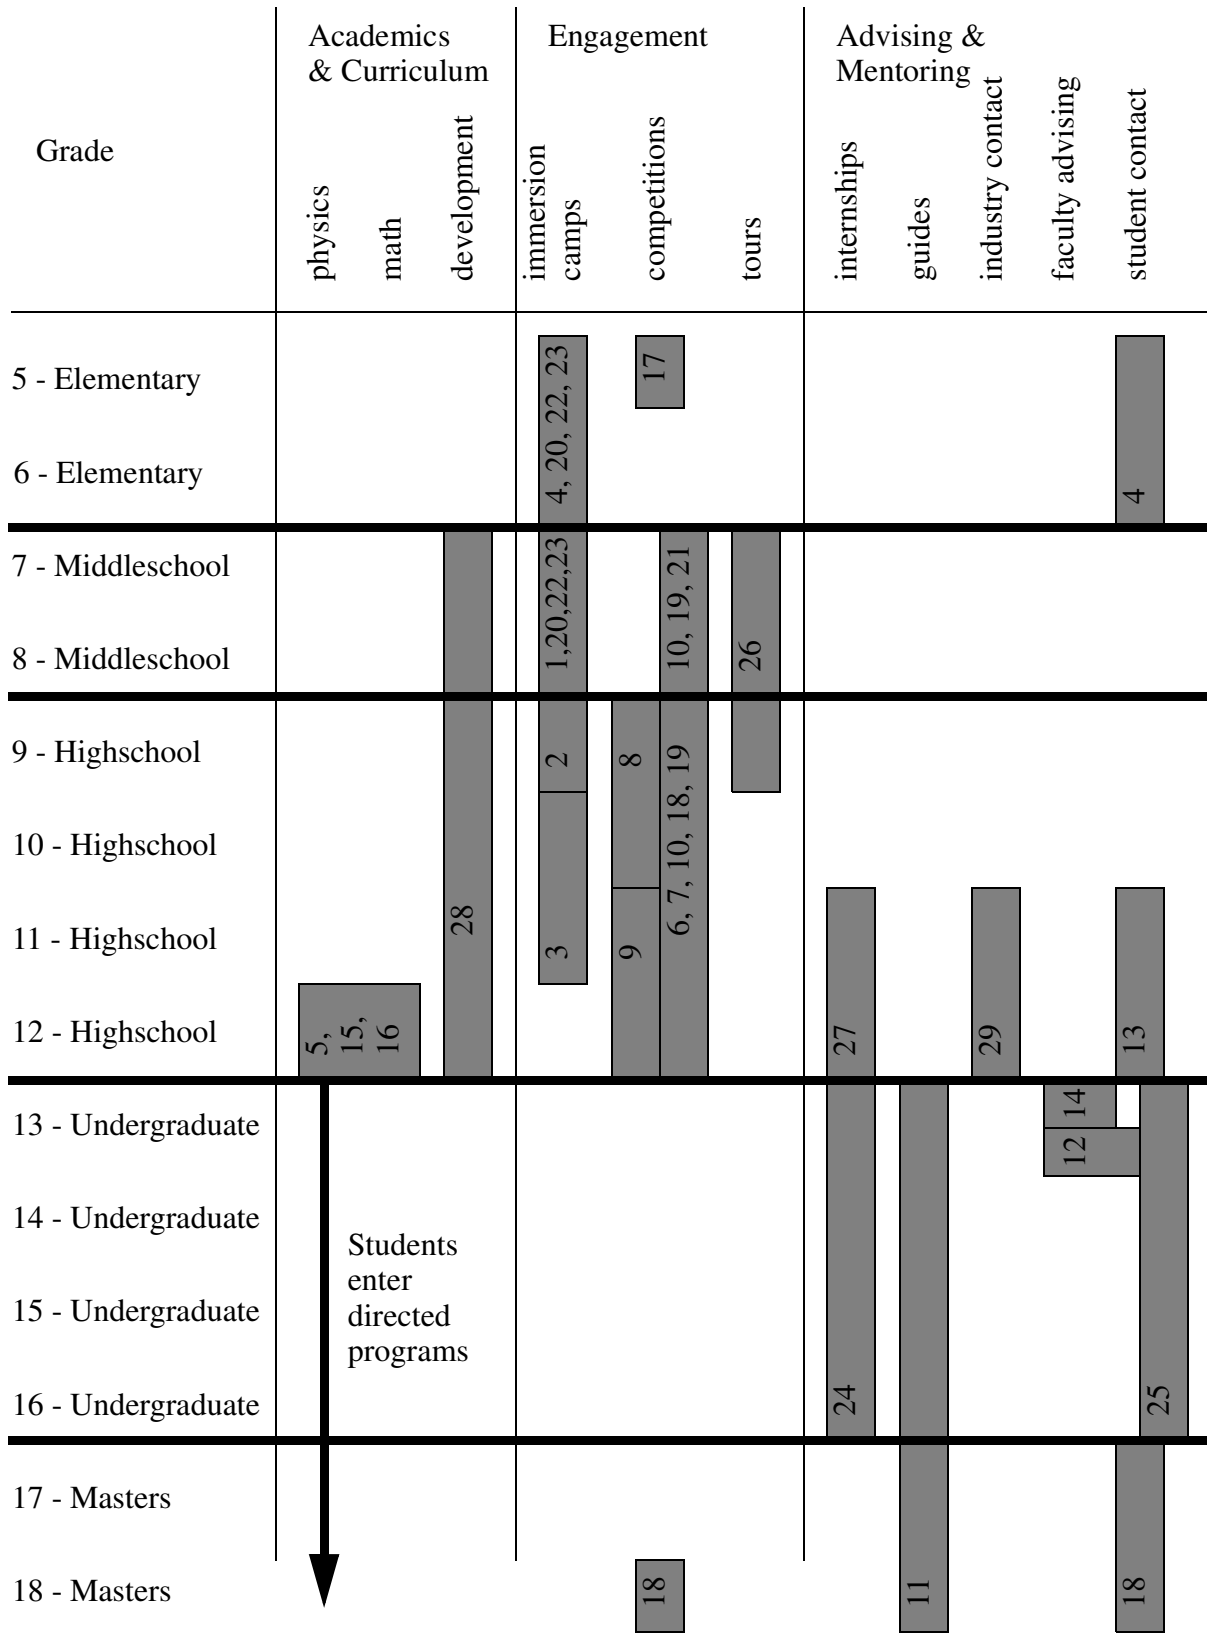 Academics
& Curriculum
Engagement
Advising &
Mentoring
Grade
physics
math
development
immersion
camps
competitions
tours
internships
guides
industry contact
faculty advising
student contact
5 - Elementary
4, 20, 22, 23
17
6 - Elementary
4
7 - Middleschool
1,20,22,23
10, 19, 21
8 - Middleschool
26
9 - Highschool
2
8
6, 7, 10, 18, 19
10 - Highschool
11 - Highschool
28
3
9
12 - Highschool
5,
15,
16
27
29
13
13 - Undergraduate
14
12
14 - Undergraduate
Students
enter
directed
programs
15 - Undergraduate
16 - Undergraduate
24
25
17 - Masters
18 - Masters
18
11
18